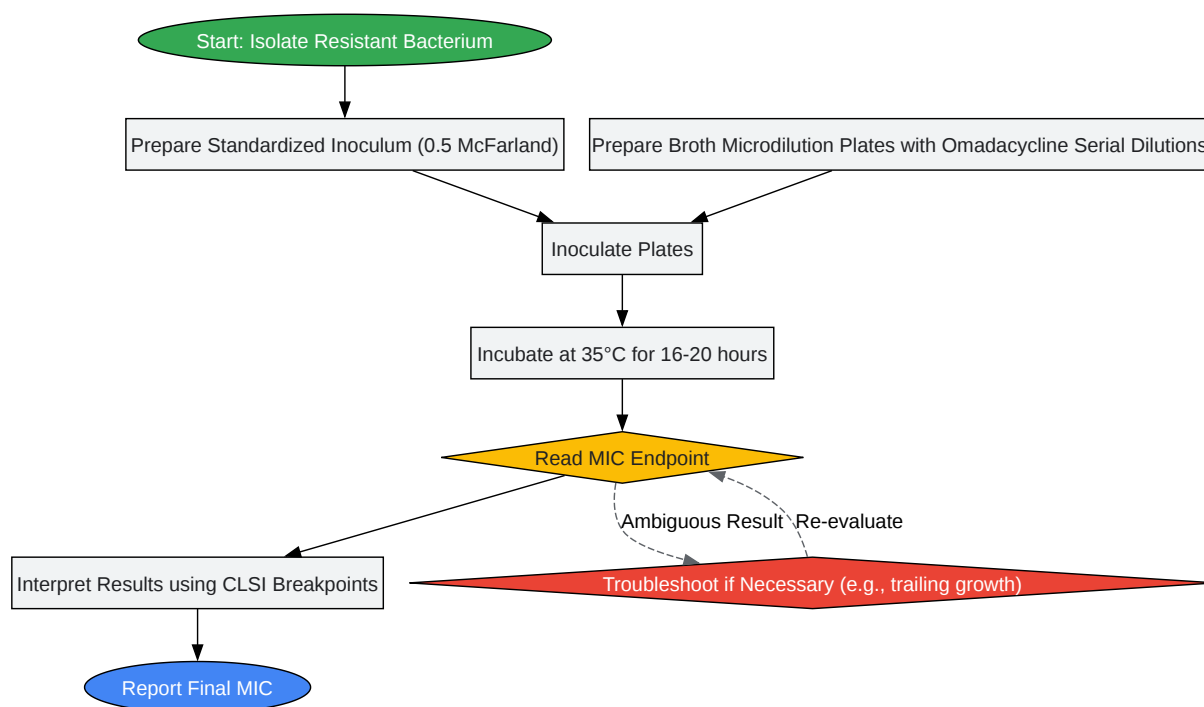 Start: Isolate Resistant Bacterium
Prepare Standardized Inoculum (0.5 McFarland)
Prepare Broth Microdilution Plates with Omadacycline Serial Dilutions
Inoculate Plates
Incubate at 35°C for 16-20 hours
Read MIC Endpoint
Ambiguous Result
Re-evaluate
Interpret Results using CLSI Breakpoints
Troubleshoot if Necessary (e.g., trailing growth)
Report Final MIC